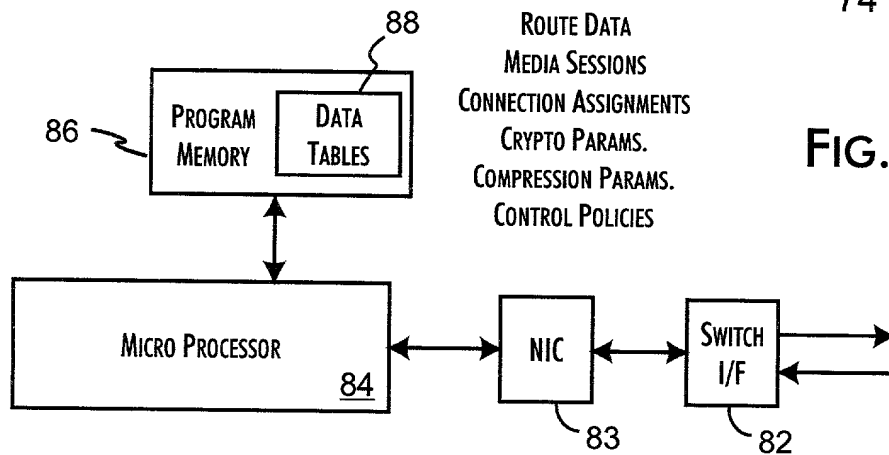 74
88
ROUTE DATA
MEDIA SESSIONS
CONNECTION ASSIGNMENTS
CRYPTO PARAMS.
COMPRESSION PARAMS.
CONTROL POLICIES
86
PROGRAM
MEMORY
DATA
TABLES
FIG.
MICRO PROCESSOR
84
NIC
83
SWITCH
I/F
82